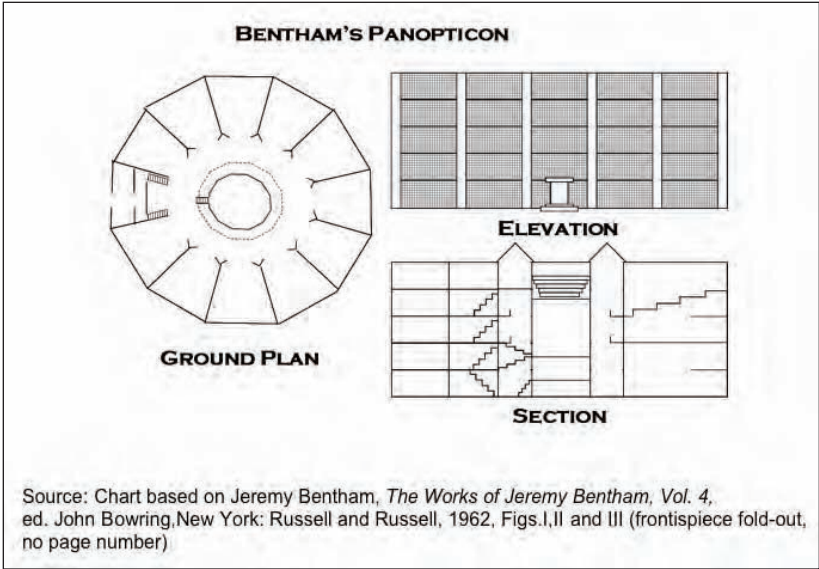 BENTHAM'S PANOPTICON
ELEVATION
GROUND PLAN
SECTION
Source: Chart based on Jeremy Bentham, The Works of Jeremy Bentham, Vol. 4,
ed. John Bowring,New York: Russell and Russell, 1962, Figs.I,II and III (frontispiece fold-out,
no page number)